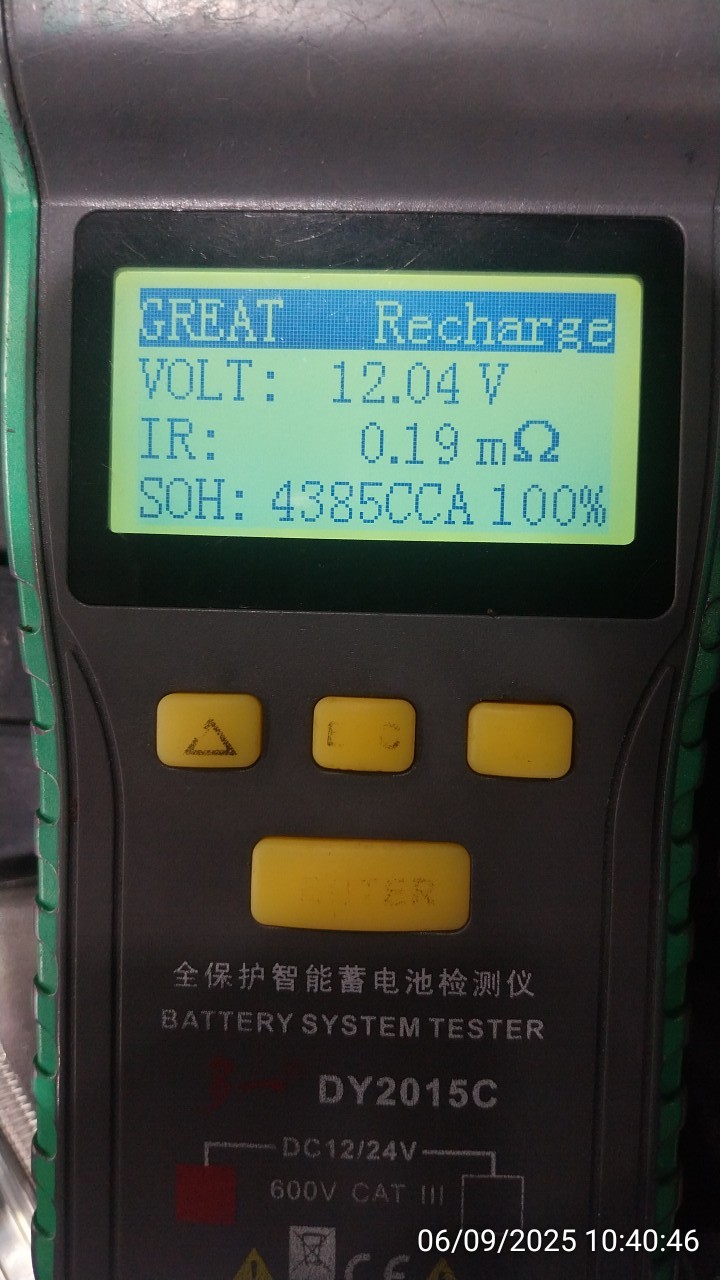 GREAT Recharge
VOLT: 12.04 V
IR: 0.19 mΩ
SOH: 4385CCA 100%
全保护智能蓄电池检测仪
BATTERY SYSTEM TESTER
DY2015C
DC12/24V
600V CAT III
CE
06/09/2025 10:40:46